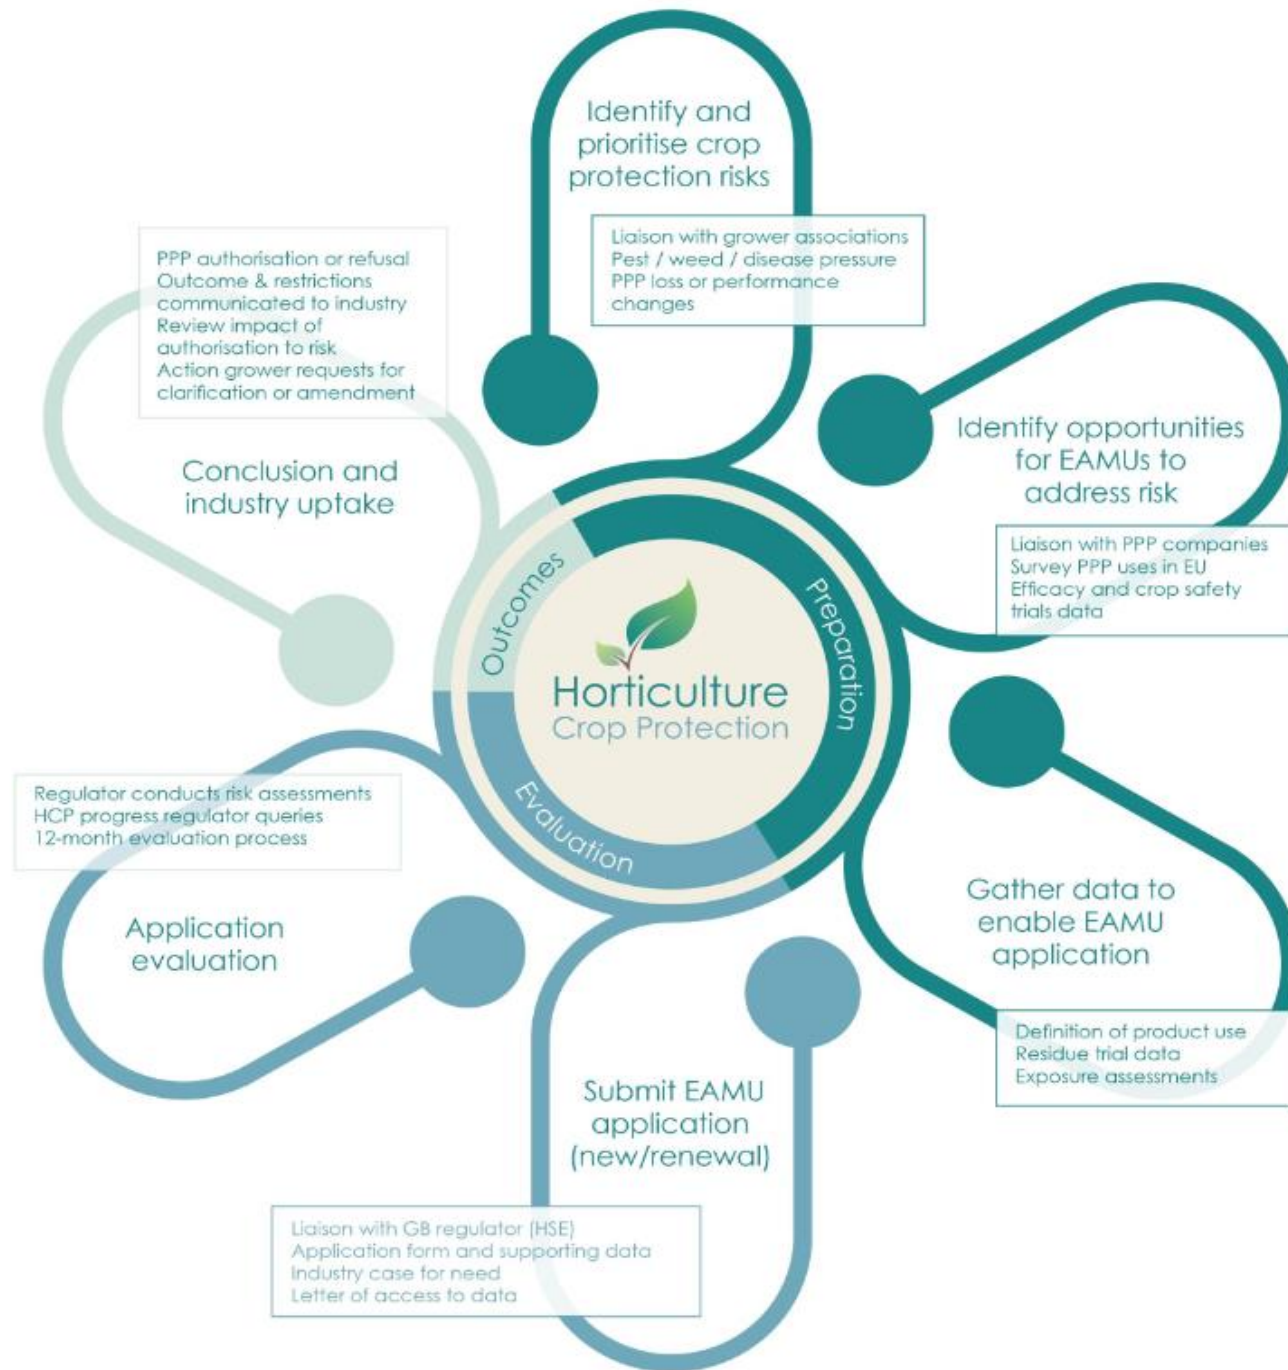 Identify and
prioritise crop
protection risks
Liaison with grower associations
Pest / weed / disease pressure
PPP loss or performance
changes
Identify opportunities
for EAMUs to
address risk
Liaison with PPP companies
Survey PPP uses in EU
Efficacy and crop safety
trials data
Gather data to
enable EAMU
application
Definition of product use
Residue trial data
Exposure assessments
Submit EAMU
application
(new/renewal)
Liaison with GB regulator (HSE)
Application form and supporting data
Industry case for need
Letter of access to data
Application
evaluation
Regulator conducts risk assessments
HCP progress regulator queries
12-month evaluation process
Conclusion and
industry uptake
PPP authorisation or refusal
Outcome & restrictions
communicated to industry
Review impact of
authorisation to risk
Action grower requests for
clarification or amendment
Preparation
Evaluation
Outcomes
Horticulture
Crop Protection